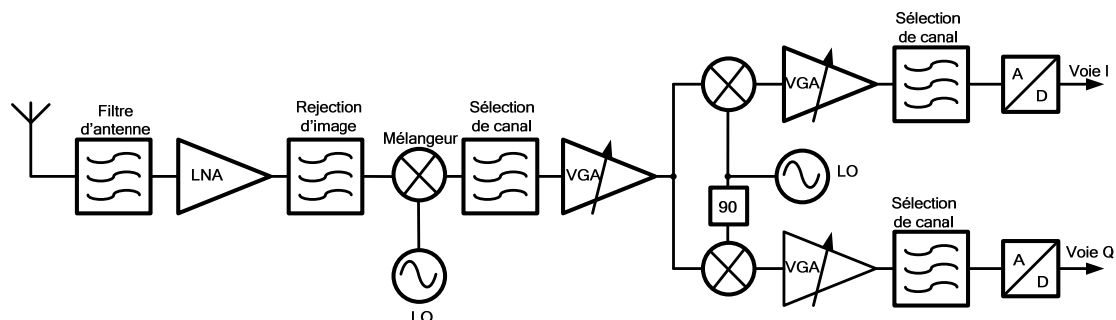 Filtre
d'antenne
LNA
Rejection
d'image
Mélangeur
LO
Sélection
de canal
VGA
VGA
Sélection
de canal
A
D
Voie I
LO
90
VGA
Sélection
de canal
A
D
Voie Q